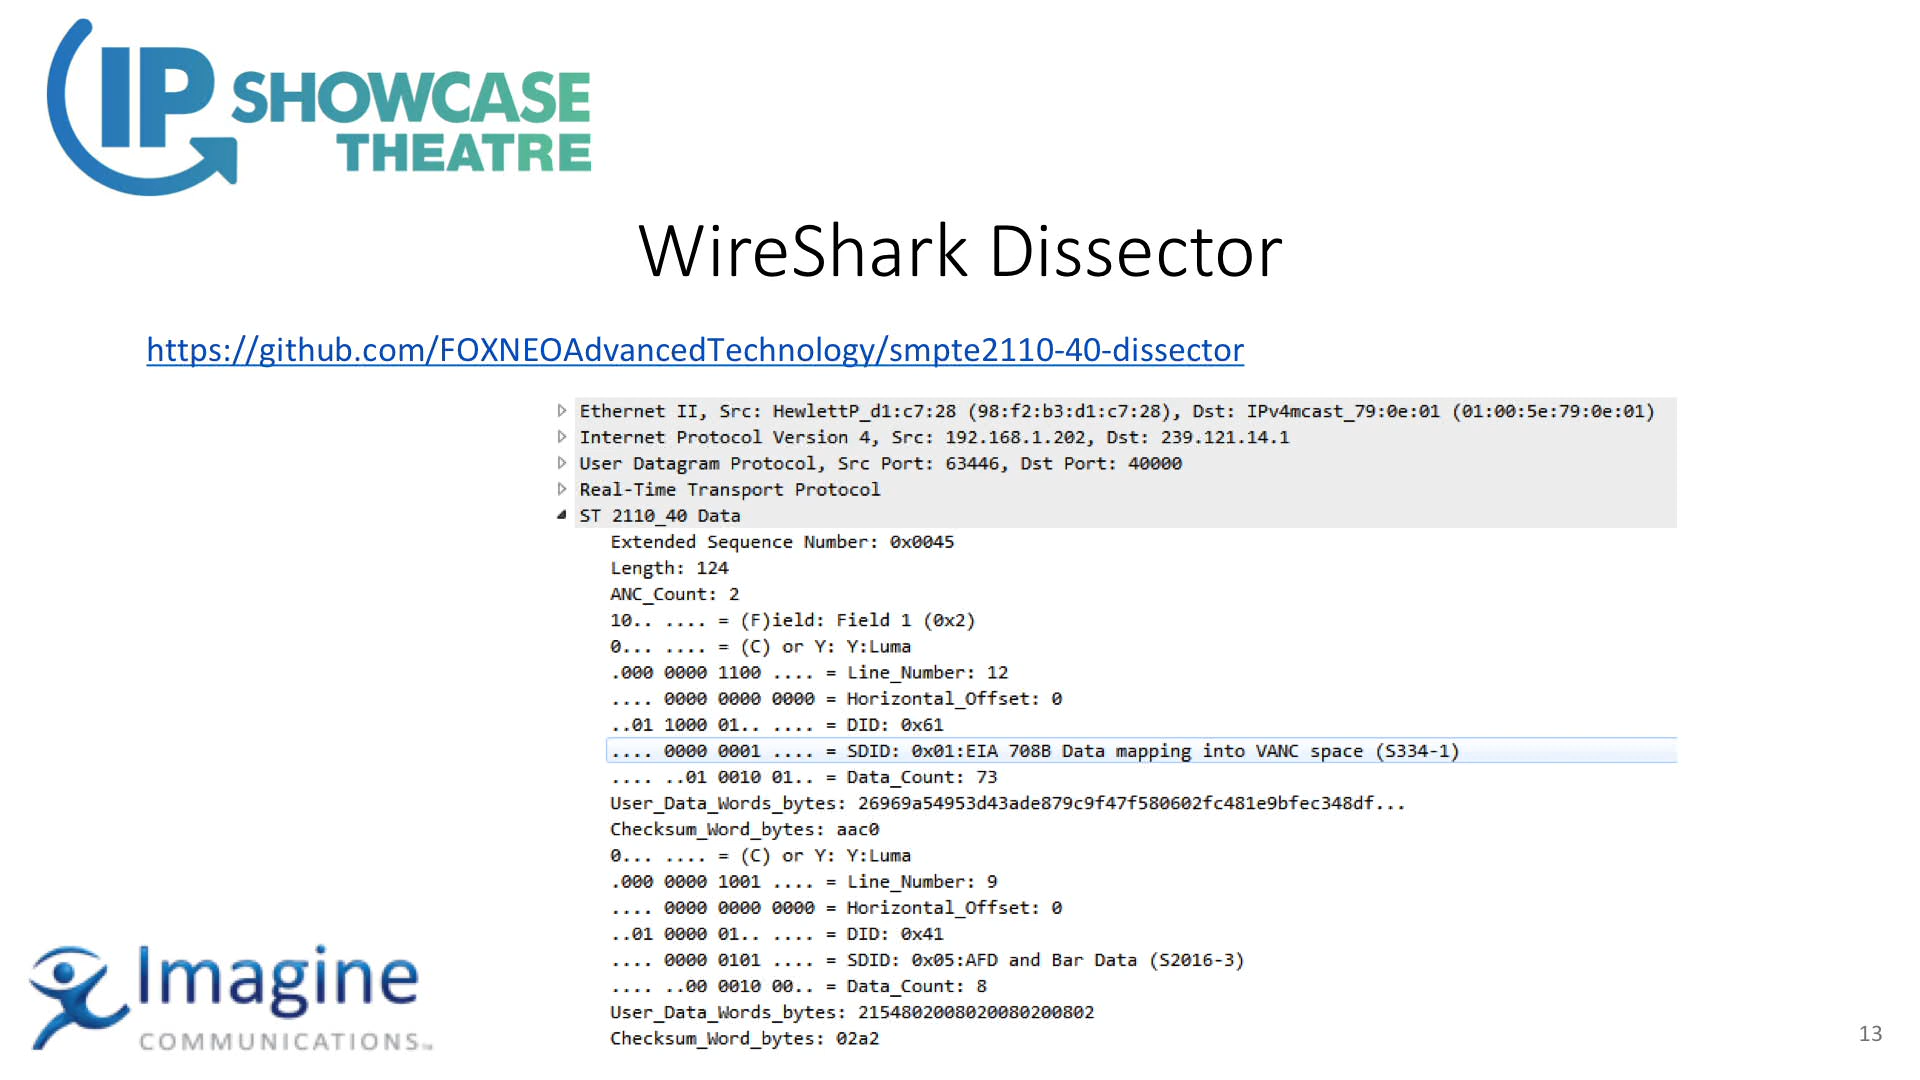 IP SHOWCASE
THEATRE
WireShark Dissector
https://github.com/FOXNEOAdvancedTechnology/smpte2110-40-dissector
Ethernet II, Src: HewlettP_d1:c7:28 (98:f2:b3:d1:c7:28), Dst: IPv4mcast_79:0e:01 (01:00:5e:79:0e:01)
Internet Protocol Version 4, Src: 192.168.1.202, Dst: 239.121.14.1
User Datagram Protocol, Src Port: 63446, Dst Port: 40000
Real-Time Transport Protocol
ST 2110_40 Data
Extended Sequence Number: 0x0045
Length: 124
ANC_Count: 2
10.. .... = (F)ield: Field 1 (0x2)
0... .... = (C) or Y: Y:Luma
.000 0000 1100 .... = Line_Number: 12
.... 0000 0000 0000 = Horizontal_Offset: 0
..01 1000 01.. .... = DID: 0x61
.... 0000 0001 .... = SDID: 0x01:EIA 708B Data mapping into VANC space (S334-1)
.... ..01 0010 01.. = Data_Count: 73
User_Data_Words_bytes: 26969a54953d43ade879c9f47f580602fc481e9bfec348df...
Checksum_Word_bytes: aac0
0... .... = (C) or Y: Y:Luma
.000 0000 1001 .... = Line_Number: 9
.... 0000 0000 0000 = Horizontal_Offset: 0
..01 0000 01.. .... = DID: 0x41
.... 0000 0101 .... = SDID: 0x05:AFD and Bar Data (S2016-3)
.... ..00 0010 00.. = Data_Count: 8
User_Data_Words_bytes: 2154802008020080200802
Checksum_Word_bytes: 02a2
Imagine
COMMUNICATIONS™
13